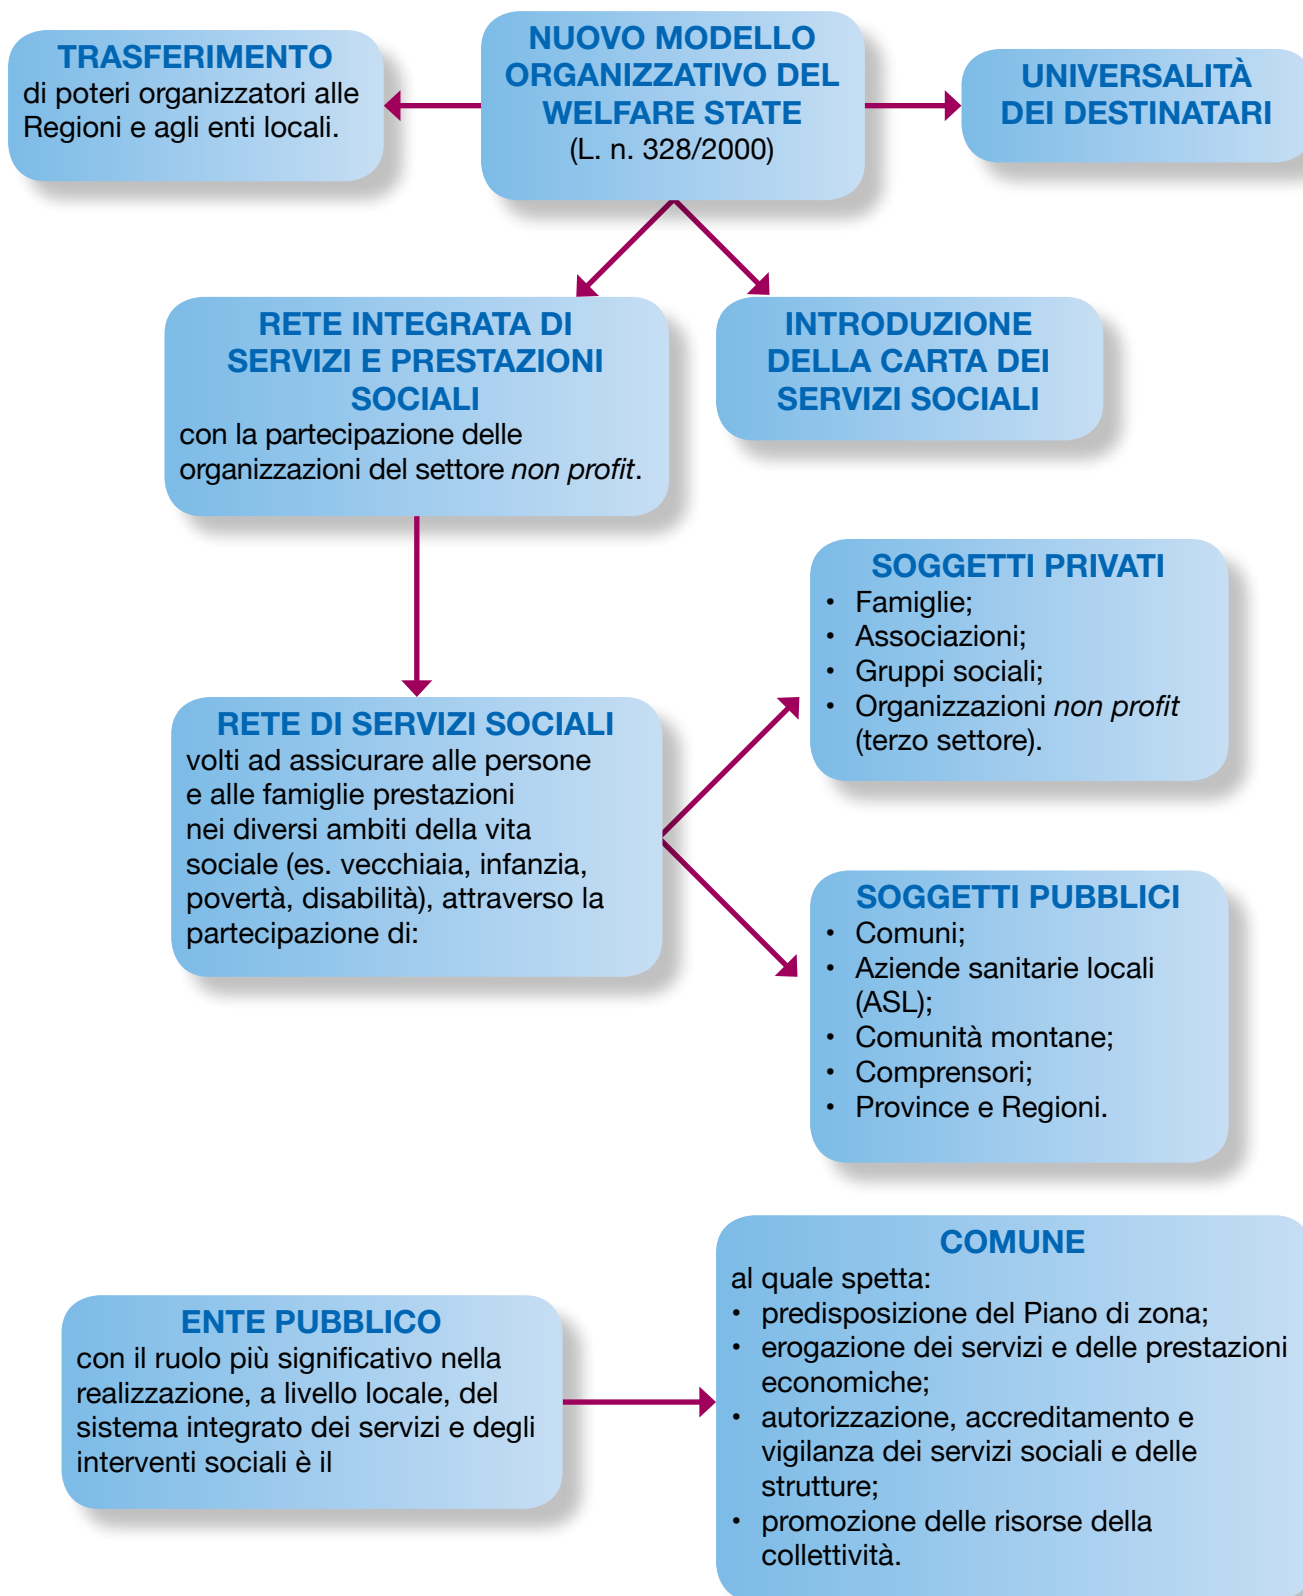 TRASFERIMENTO
di poteri organizzatori alle
Regioni e agli enti locali.
NUOVO MODELLO
ORGANIZZATIVO DEL
WELFARE STATE
(L. n. 328/2000)
UNIVERSALITÀ
DEI DESTINATARI
RETE INTEGRATA DI
SERVIZI E PRESTAZIONI
SOCIALI
con la partecipazione delle
organizzazioni del settore non profit.
INTRODUZIONE
DELLA CARTA DEI
SERVIZI SOCIALI
SOGGETTI PRIVATI
• Famiglie;
• Associazioni;
• Gruppi sociali;
• Organizzazioni non profit
(terzo settore).
RETE DI SERVIZI SOCIALI
volti ad assicurare alle persone
e alle famiglie prestazioni
nei diversi ambiti della vita
sociale (es. vecchiaia, infanzia,
povertà, disabilità), attraverso la
partecipazione di:
SOGGETTI PUBBLICI
• Comuni;
• Aziende sanitarie locali
(ASL);
• Comunità montane;
• Comprensori;
• Province e Regioni.
ENTE PUBBLICO
con il ruolo più significativo nella
realizzazione, a livello locale, del
sistema integrato dei servizi e degli
interventi sociali è il
COMUNE
al quale spetta:
• predisposizione del Piano di zona;
• erogazione dei servizi e delle prestazioni
economiche;
• autorizzazione, accreditamento e
vigilanza dei servizi sociali e delle
strutture;
• promozione delle risorse della
collettività.